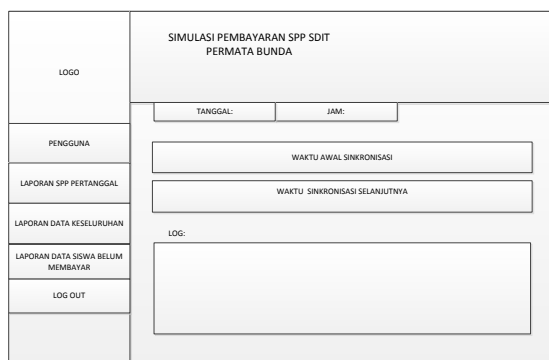 SIMULASI PEMBAYARAN SPP SDIT
PERMATA BUNDA
LOGO
TANGGAL:
JAM:
PENGGUNA
LAPORAN SPP PERTANGGAL
LAPORAN DATA KESELURUHAN
LAPORAN DATA SISWA BELUM
MEMBAYAR
LOG OUT
WAKTU AWAL SINKRONISASI
WAKTU SINKRONISASI SELANJUTNYA
LOG: